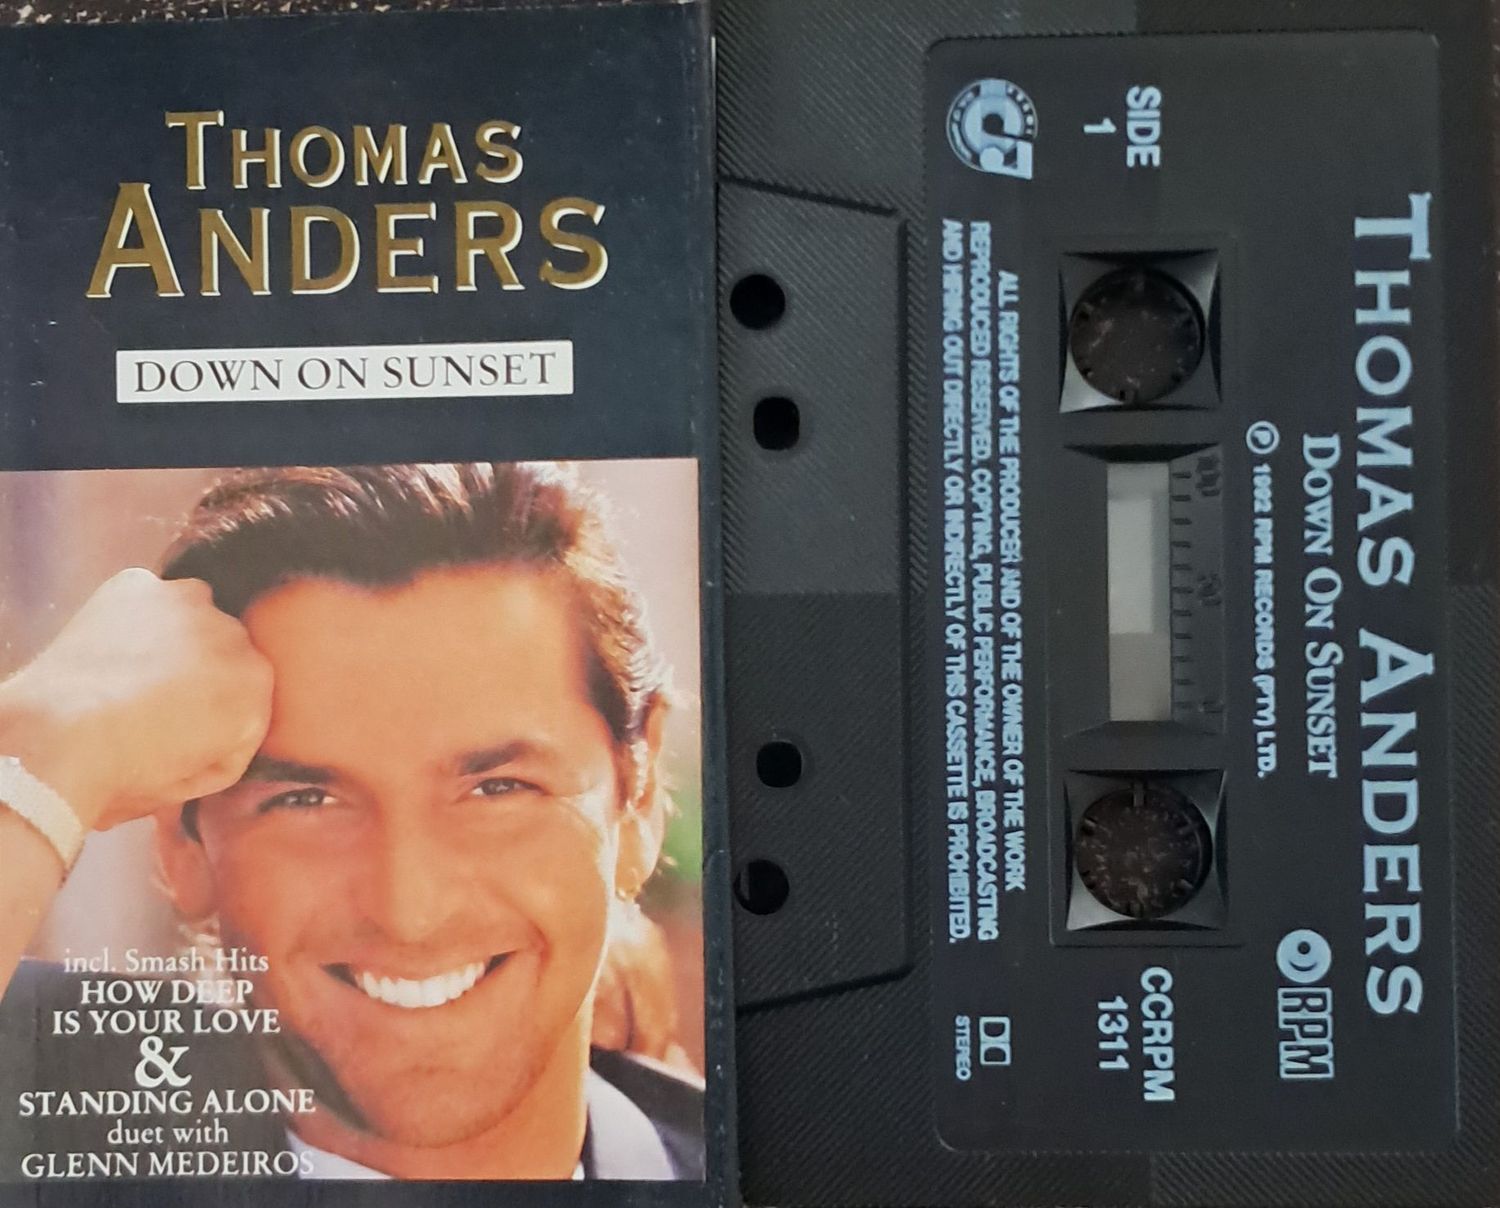 THOMAS
ANDERS
DOWN ON SUNSET
incl. Smash Hits
HOW DEEP
IS YOUR LOVE
&
STANDING ALONE
duet with
GLENN MEDEIROS
THOMAS ANDERS
DOWN ON SUNSET
℗ 1992 RPM RECORDS (PTY) LTD.
RPM
SIDE
1
CCRPM
1311
100
50
0
ALL RIGHTS OF THE PRODUCER AND OF THE OWNER OF THE WORK
REPRODUCED RESERVED. COPYING, PUBLIC PERFORMANCE, BROADCASTING
AND HIRING OUT DIRECTLY OR INDIRECTLY OF THIS CASSETTE IS PROHIBITED.
STEREO